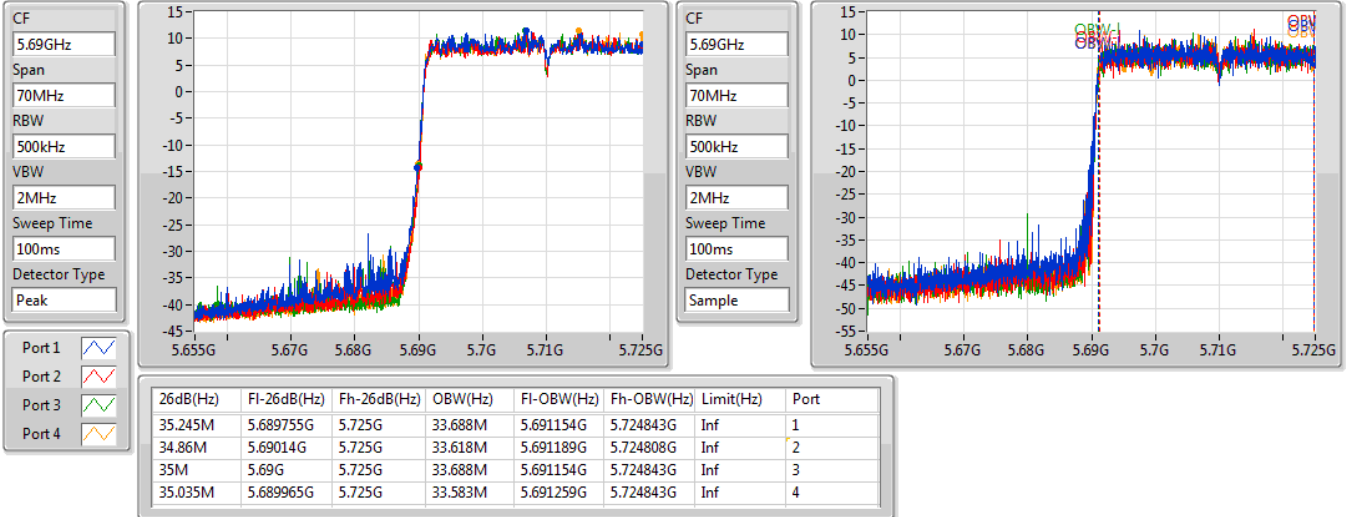 CF
5.69GHz
Span
70MHz
RBW
500kHz
VBW
2MHz
Sweep Time
100ms
Detector Type
Peak
15
10
5
0
-5
-10
-15
-20
-25
-30
-35
-40
-45
5.655G 5.67G 5.68G 5.69G 5.7G 5.71G 5.725G
CF
5.69GHz
Span
70MHz
RBW
500kHz
VBW
2MHz
Sweep Time
100ms
Detector Type
Sample
15
10
5
0
-5
-10
-15
-20
-25
-30
-35
-40
-45
-50
-55
5.655G 5.67G 5.68G 5.69G 5.7G 5.71G 5.725G
Port 1
Port 2
Port 3
Port 4
26dB(Hz) Fl-26dB(Hz) Fh-26dB(Hz) OBW(Hz) Fl-OBW(Hz) Fh-OBW(Hz) Limit(Hz) Port
35.245M 5.689755G 5.725G 33.688M 5.691154G 5.724843G Inf 1
34.86M 5.69014G 5.725G 33.618M 5.691189G 5.724808G Inf 2
35M 5.69G 5.725G 33.688M 5.691154G 5.724843G Inf 3
35.035M 5.689965G 5.725G 33.583M 5.691259G 5.724843G Inf 4